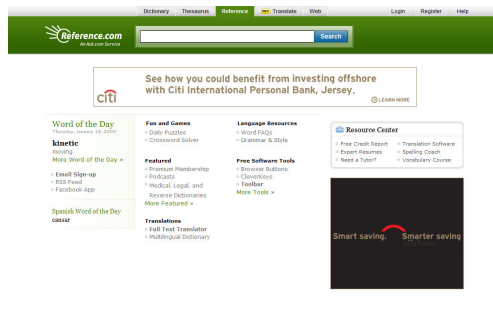 Dictionary Thesaurus Reference Translate Web Login Register Help
Reference.com
An Ask.com Service
Search
See how you could benefit from investing offshore
with Citi International Personal Bank, Jersey.
citi
LEARN MORE
Word of the Day
Thursday, January 15, 2009
kinetic
moving
More Word of the Day »
Email Sign-up
RSS Feed
Facebook App
Spanish Word of the Day
cansar
Fun and Games
Daily Puzzles
Crossword Solver
Featured
Premium Membership
Podcasts
Medical, Legal, and
Reverse Dictionaries
More Featured »
Translations
Full Text Translator
Multilingual Dictionary
Language Resources
Word FAQs
Grammar & Style
Free Software Tools
Browser Buttons
CleverKeys
Toolbar
More Tools »
Resource Center
Free Credit Report
Expert Resumes
Need a Tutor?
Translation Software
Spelling Coach
Vocabulary Course
Smart saving. Smarter saving